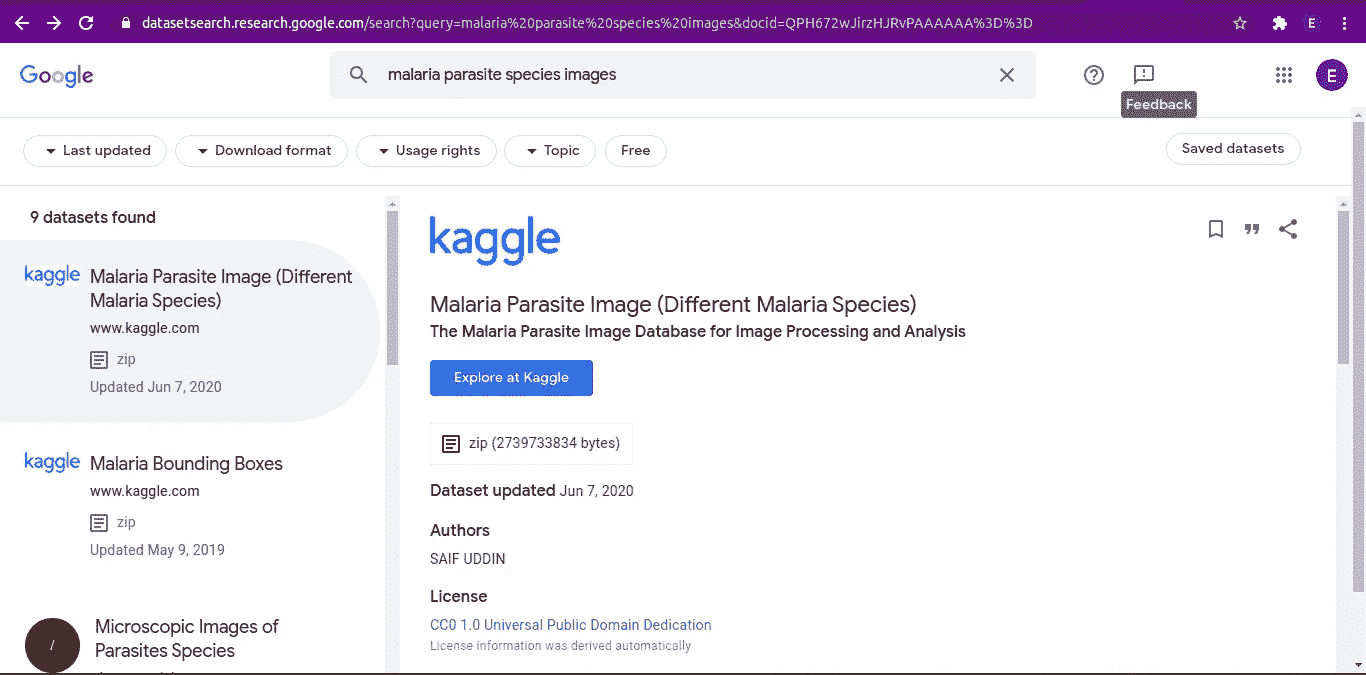 datasetsearch.research.google.com/search?query=malaria%20parasite%20species%20images&docid=QPH672wJirzHJRvPAAAAAA%3D%3D
E
Google
malaria parasite species images
E
Feedback
Last updated
Download format
Usage rights
Topic
Free
Saved datasets
9 datasets found
kaggle
Malaria Parasite Image (Different
Malaria Species)
www.kaggle.com
zip
Updated Jun 7, 2020
kaggle
Malaria Bounding Boxes
www.kaggle.com
zip
Updated May 9, 2019
/
Microscopic Images of
Parasites Species
kaggle
Malaria Parasite Image (Different Malaria Species)
The Malaria Parasite Image Database for Image Processing and Analysis
Explore at Kaggle
zip (2739733834 bytes)
Dataset updated Jun 7, 2020
Authors
SAIF UDDIN
License
CC0 1.0 Universal Public Domain Dedication
License information was derived automatically